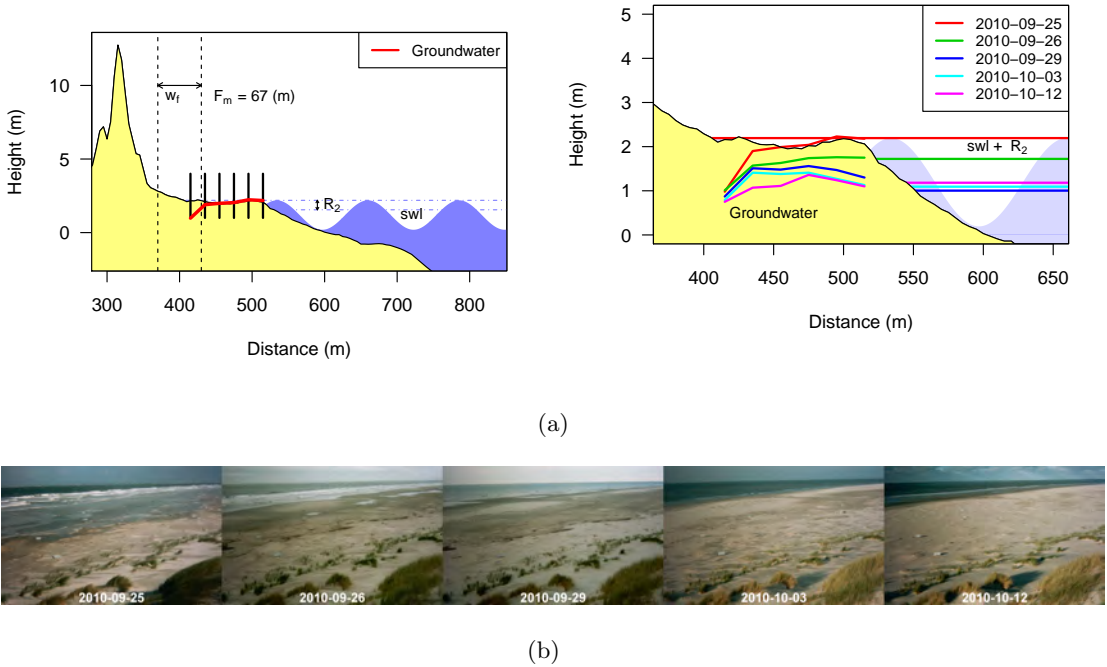 Groundwater
w_f
F_m = 67 (m)
R_2
swl
Height (m)
10
5
0
300 400 500 600 700 800
Distance (m)
2010−09−25
2010−09−26
2010−09−29
2010−10−03
2010−10−12
swl + R_2
Groundwater
Height (m)
5
4
3
2
1
0
400 450 500 550 600 650
Distance (m)
(a)
2010-09-25 2010-09-26 2010-09-29 2010-10-03 2010-10-12
(b)